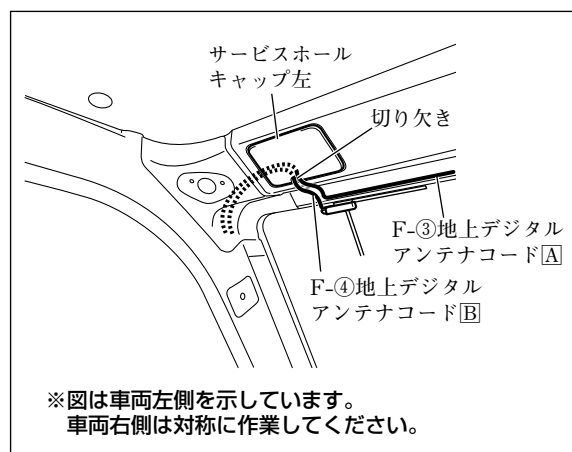 サービスホール
キャップ左
切り欠き
F-③地上デジタル
アンテナコードA
F-④地上デジタル
アンテナコードB
※図は車両左側を示しています。
車両右側は対称に作業してください。